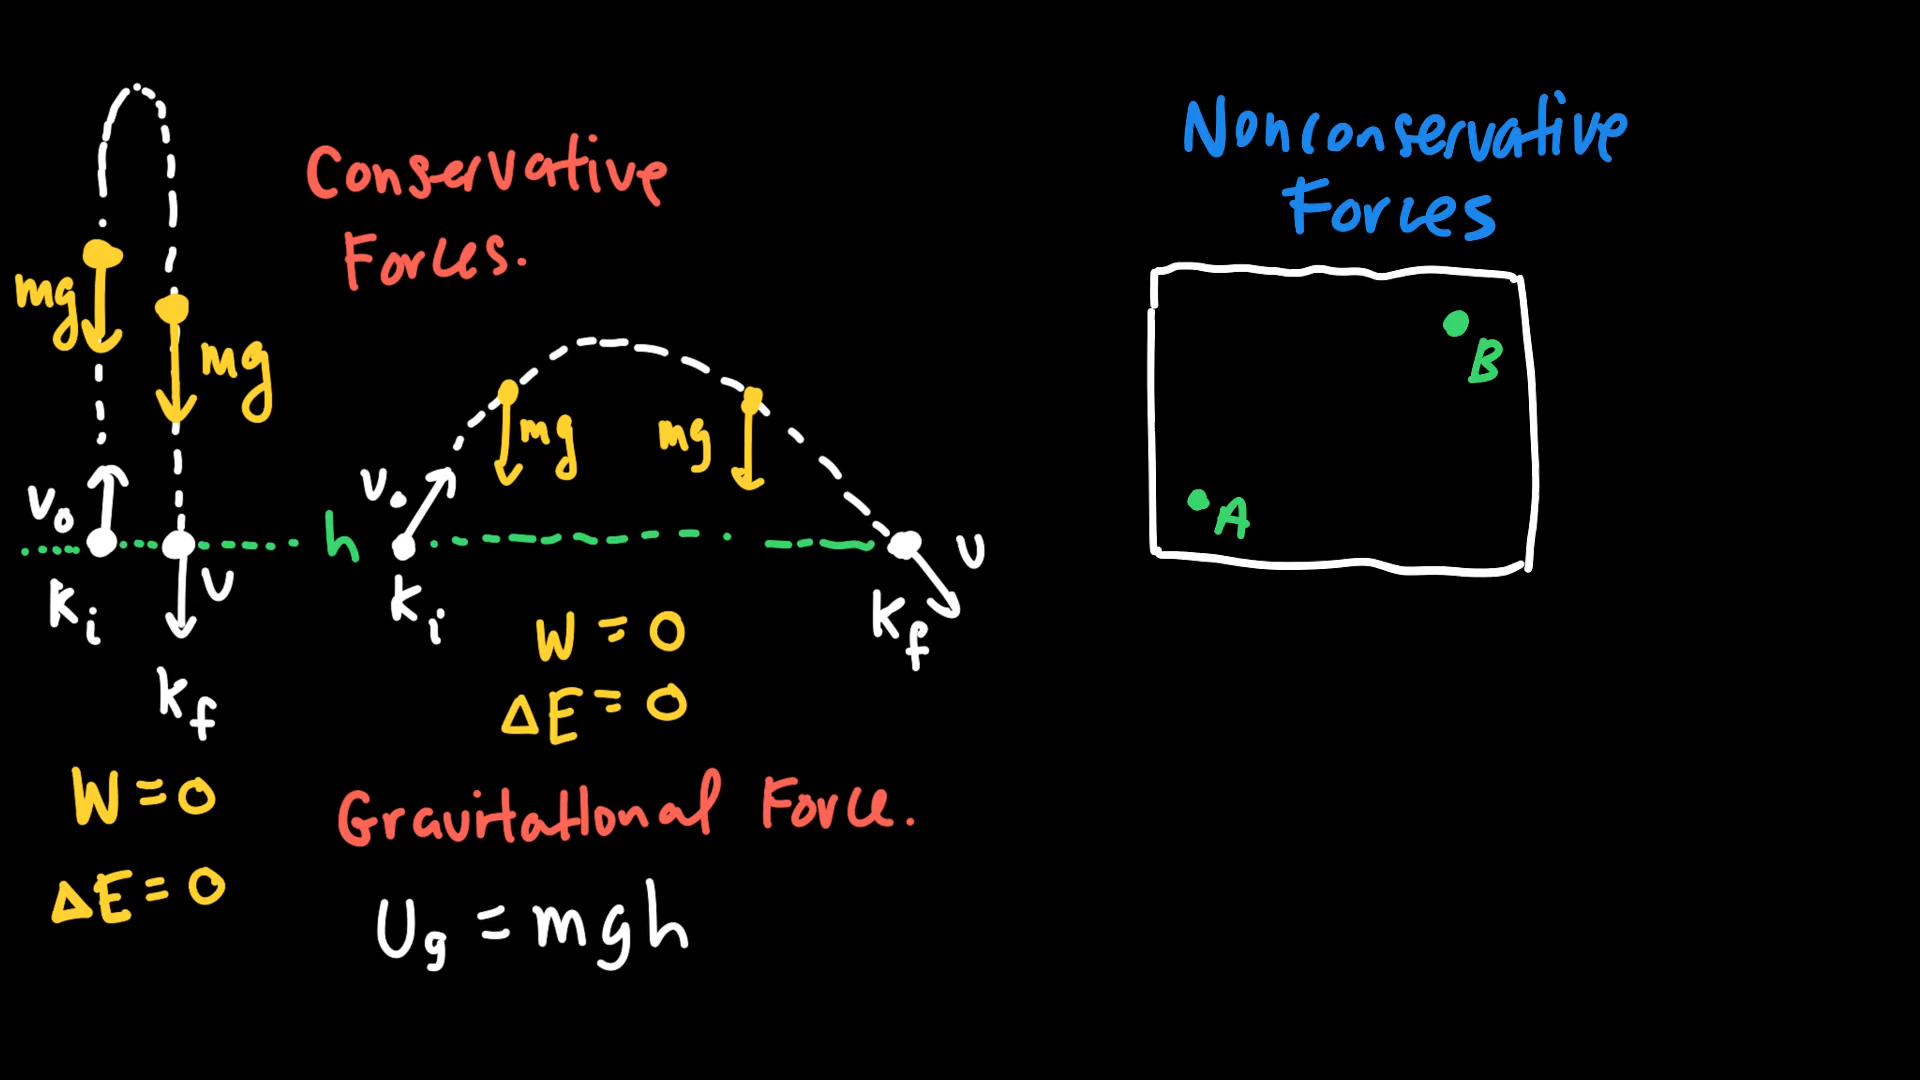 Conservative
Forces.
mg
mg
v₀
h
v
Kᵢ
K_f
W = 0
ΔE = 0
mg
mg
v₀
v
Kᵢ
K_f
W = 0
ΔE = 0
Gravitational Force.
U_g = mgh
Nonconservative
Forces
B
A